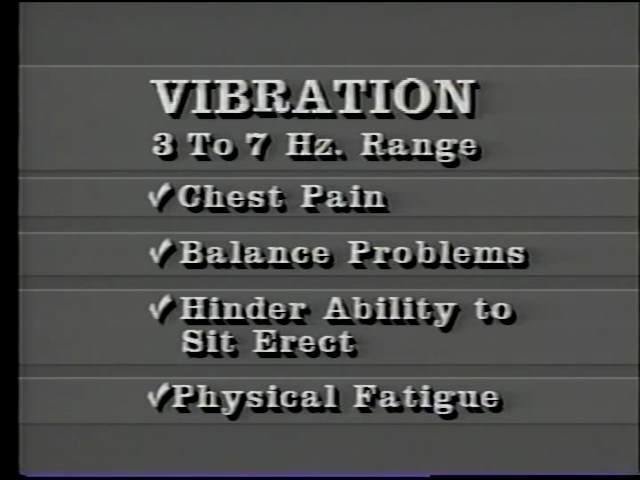 VIBRATION
3 To 7 Hz. Range
✓Chest Pain
✓Balance Problems
✓Hinder Ability to
Sit Erect
✓Physical Fatigue